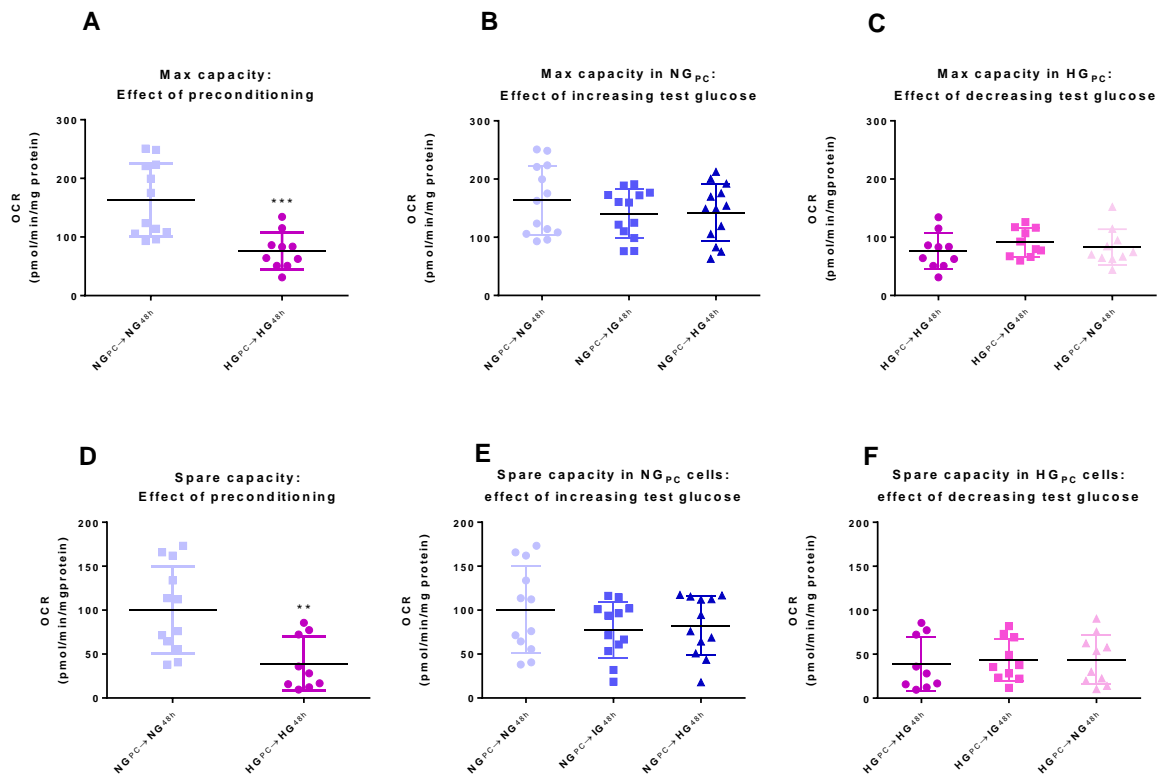 A
Max capacity:
Effect of preconditioning
300
200
100
0
OCR
(pmol/min/mg protein)
***
NGPC→NG48h
HGPC→HG48h
B
Max capacity in NGPC:
Effect of increasing test glucose
300
200
100
0
OCR
(pmol/min/mg protein)
NGPC→NG48h
NGPC→IG48h
NGPC→HG48h
C
Max capacity in HGPC:
Effect of decreasing test glucose
300
200
100
0
OCR
(pmol/min/mgprotein)
HGPC→HG48h
HGPC→IG48h
HGPC→NG48h
D
Spare capacity:
Effect of preconditioning
200
150
100
50
0
OCR
(pmol/min/mgprotein)
**
NGPC→NG48h
HGPC→HG48h
E
Spare capacity in NGPC cells:
effect of increasing test glucose
200
150
100
50
0
OCR
(pmol/min/mg protein)
NGPC→NG48h
NGPC→IG48h
NGPC→HG48h
F
Spare capacity in HGPC cells:
effect of decreasing test glucose
200
150
100
50
0
OCR
(pmol/min/mg protein)
HGPC→HG48h
HGPC→IG48h
HGPC→NG48h